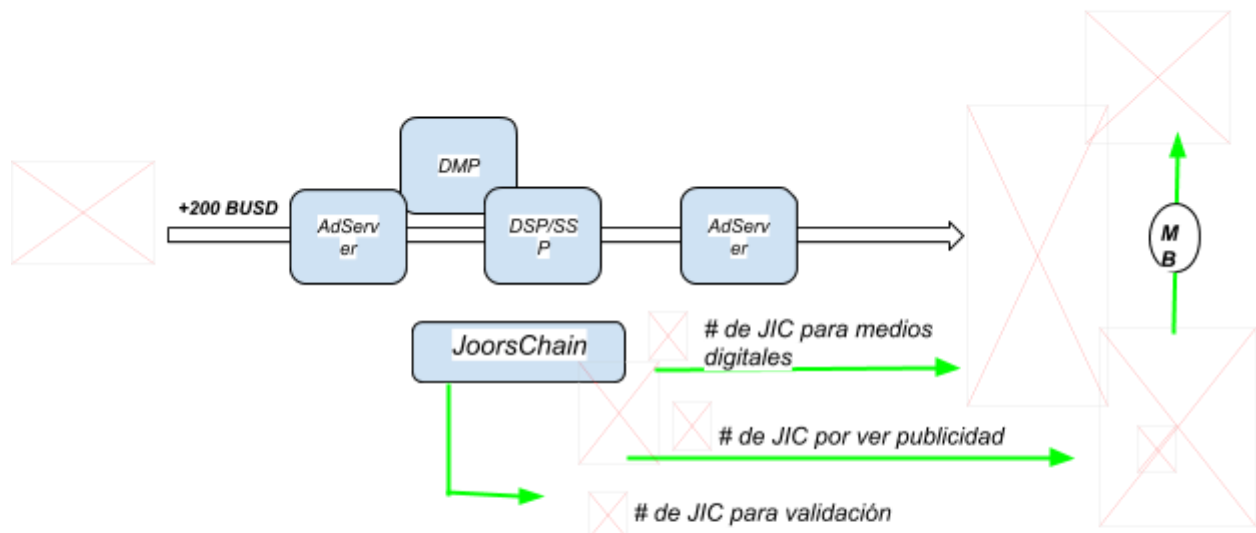 DMP
+200 BUSD
AdServ
er
DSP/SS
P
AdServ
er
M
B
JoorsChain
# de JIC para medios
digitales
# de JIC por ver publicidad
# de JIC para validación